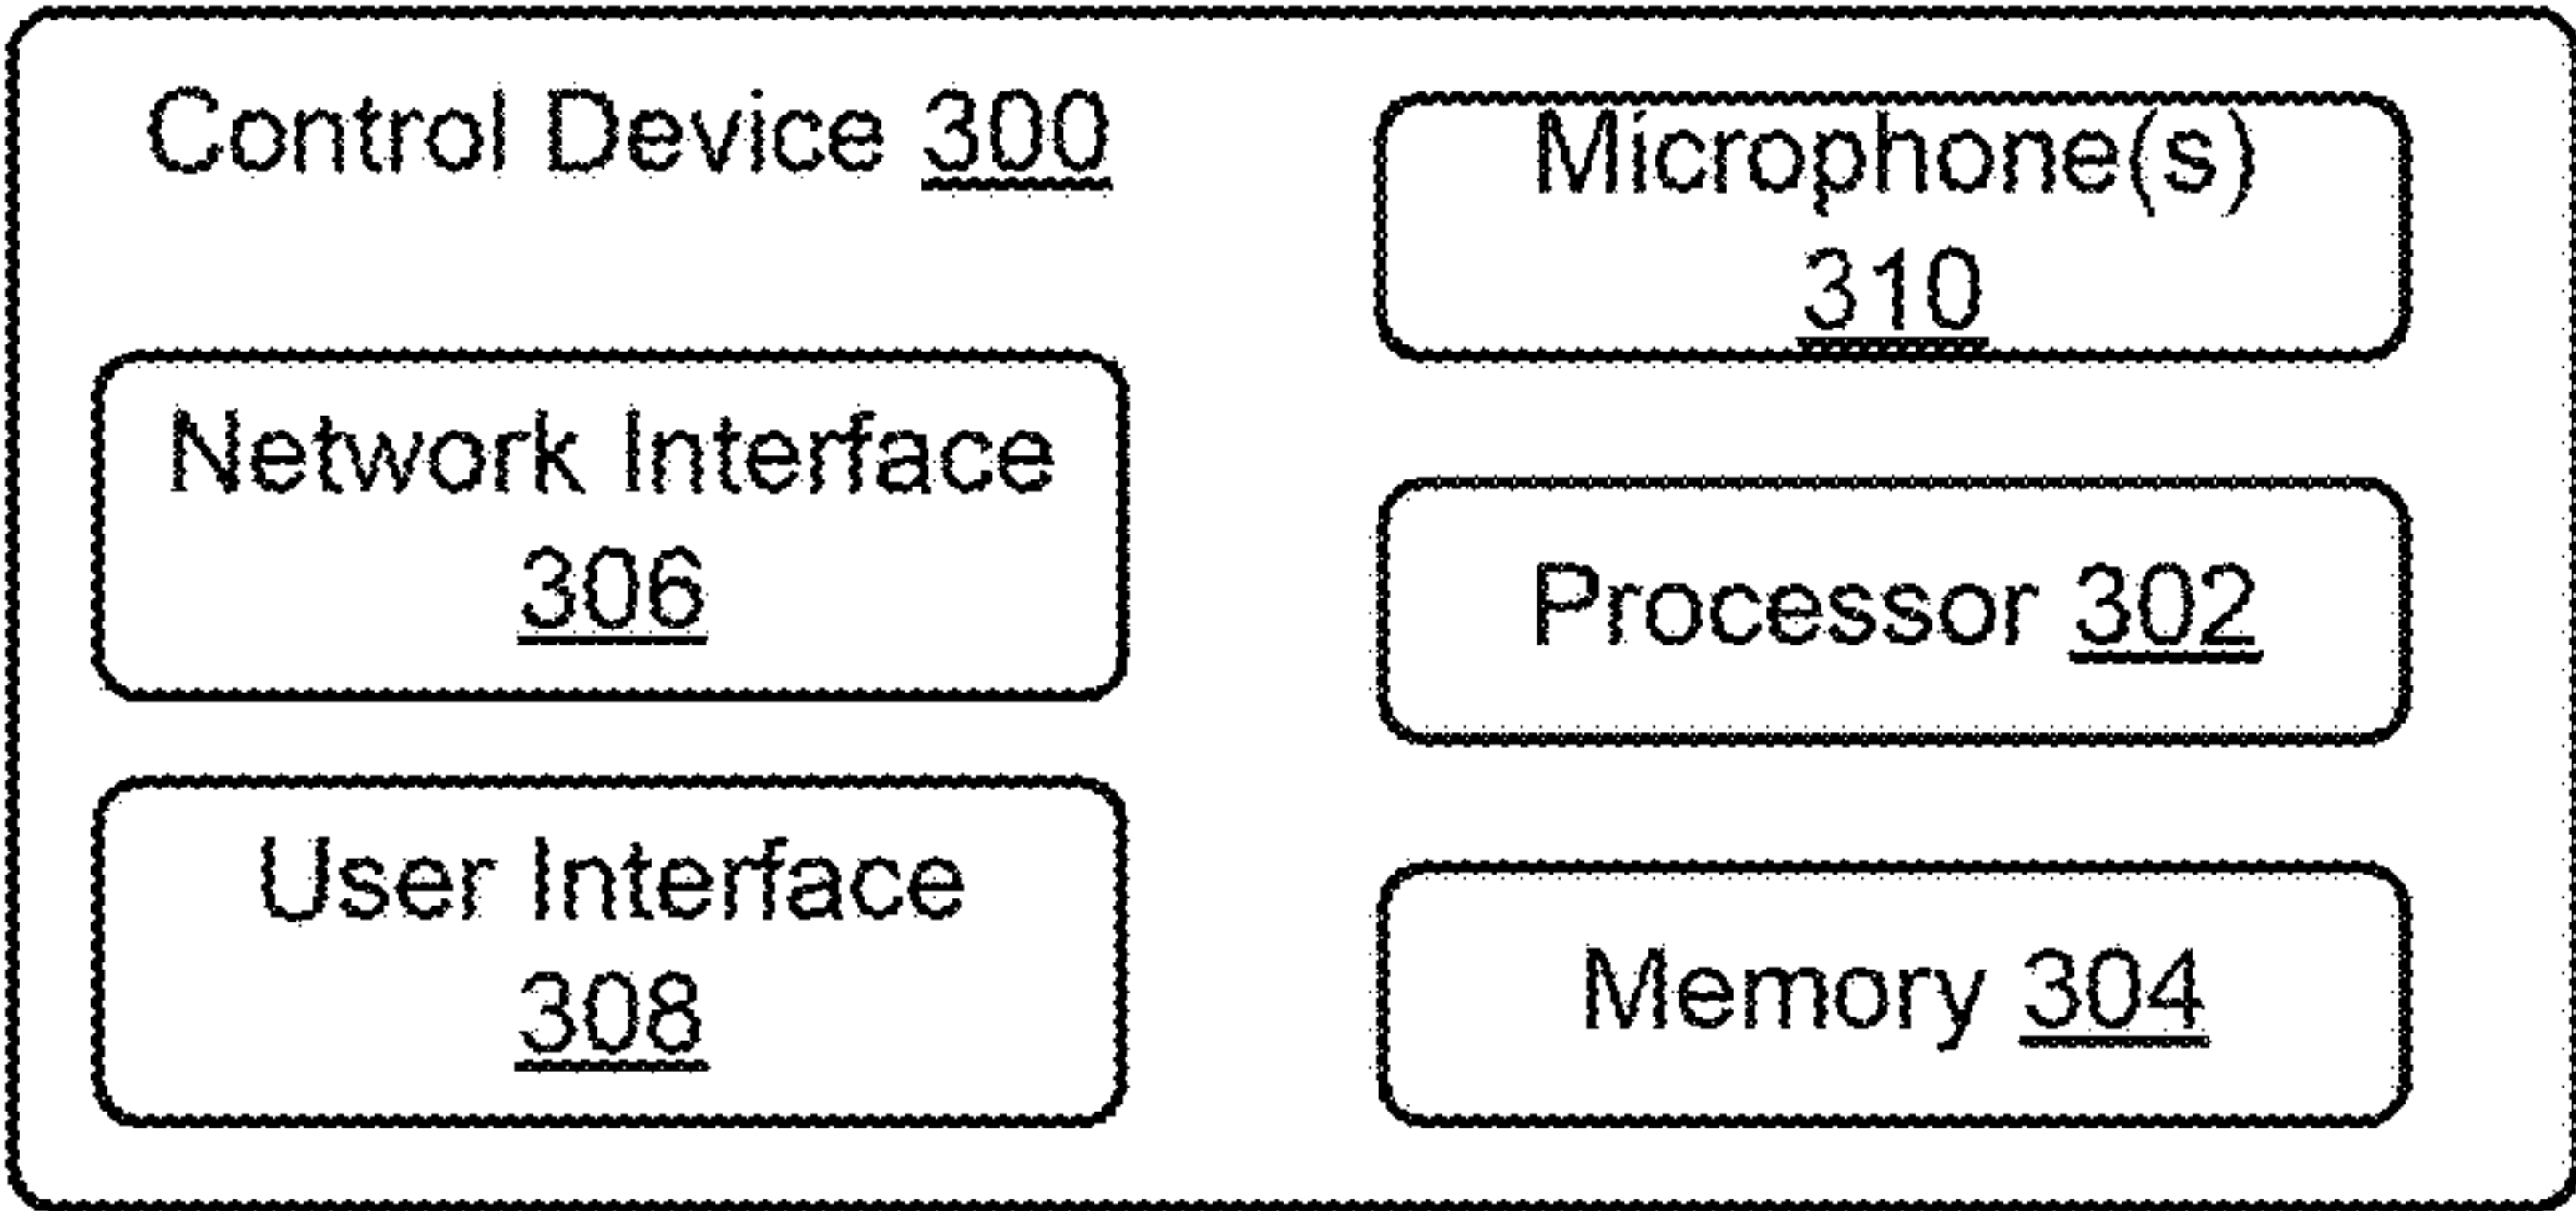 Control Device 300
Network Interface
306
User Interface
308
Microphone(s)
310
Processor 302
Memory 304